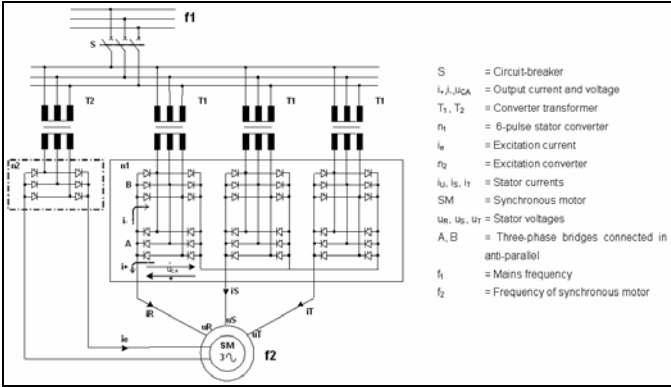 f1
S
T2
T1
T1
T1
n2
n1
B
i-
A
i+
uCA
iS
iR
iT
uR
uS
uT
ie
SM
3
f2
S = Circuit-breaker
i+,i-,uCA = Output current and voltage
T1, T2 = Converter transformer
n1 = 6-pulse stator converter
ie = Excitation current
n2 = Excitation converter
iU, iS, iT = Stator currents
SM = Synchronous motor
uR, uS, uT = Stator voltages
A, B = Three-phase bridges connected in
anti-parallel
f1 = Mains frequency
f2 = Frequency of synchronous motor